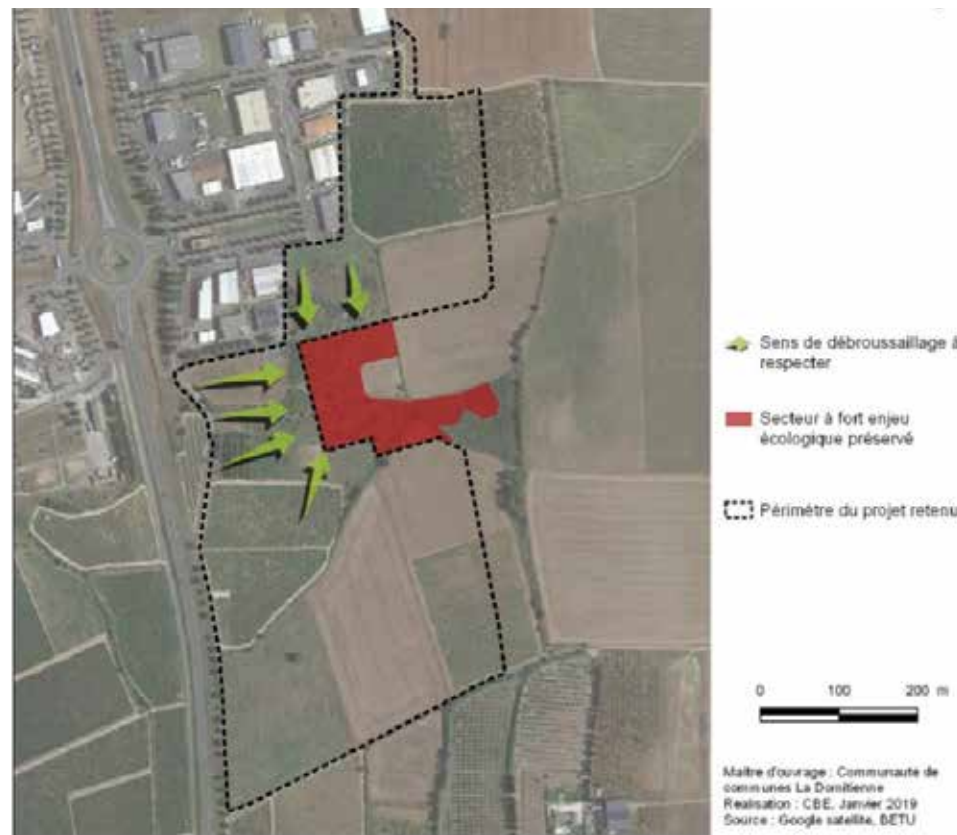 Sens de débroussaillage à
respecter
Secteur à fort enjeu
écologique préservé
Périmètre du projet retenu
0 100 200 m
Maître d'ouvrage : Communauté de
communes La Domitienne
Realisation : CBE, Janvier 2019
Source : Google satellite, BETU